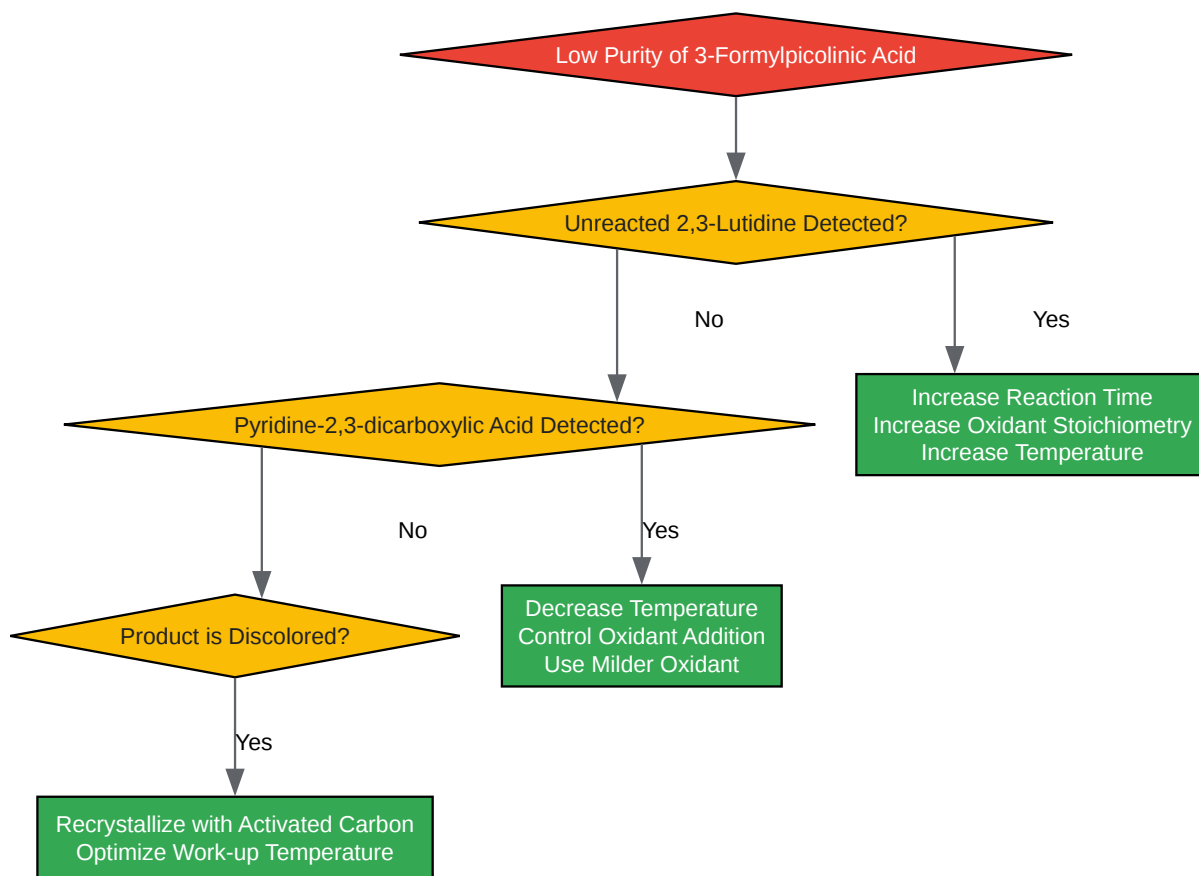 Low Purity of 3-Formylpicolinic Acid
Unreacted 2,3-Lutidine Detected?
No
Yes
Increase Reaction Time
Increase Oxidant Stoichiometry
Increase Temperature
Pyridine-2,3-dicarboxylic Acid Detected?
No
Yes
Decrease Temperature
Control Oxidant Addition
Use Milder Oxidant
Product is Discolored?
Yes
Recrystallize with Activated Carbon
Optimize Work-up Temperature